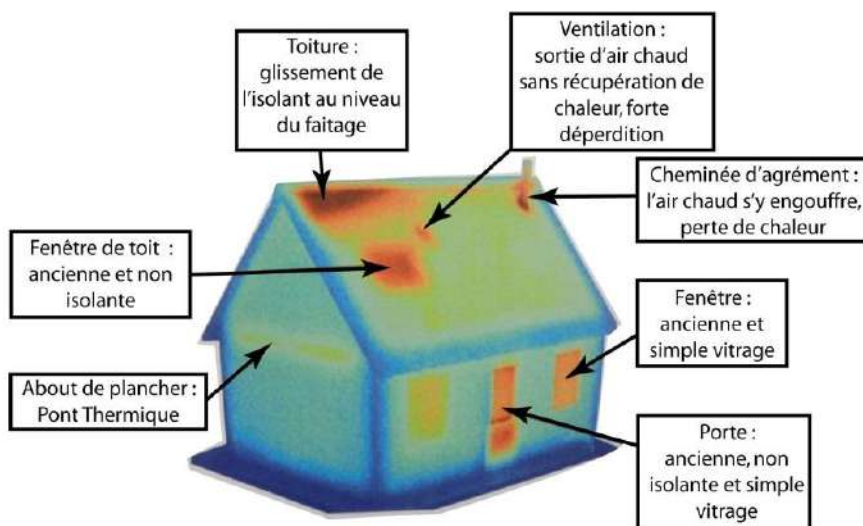 Toiture :
glissement de
l'isolant au niveau
du faitage
Ventilation :
sortie d'air chaud
sans récupération de
chaleur, forte
déperdition
Cheminée d'agrément :
l'air chaud s'y engouffre,
perte de chaleur
Fenêtre de toit :
ancienne et non
isolante
Fenêtre :
ancienne et
simple vitrage
About de plancher :
Pont Thermique
Porte :
ancienne, non
isolante et simple
vitrage